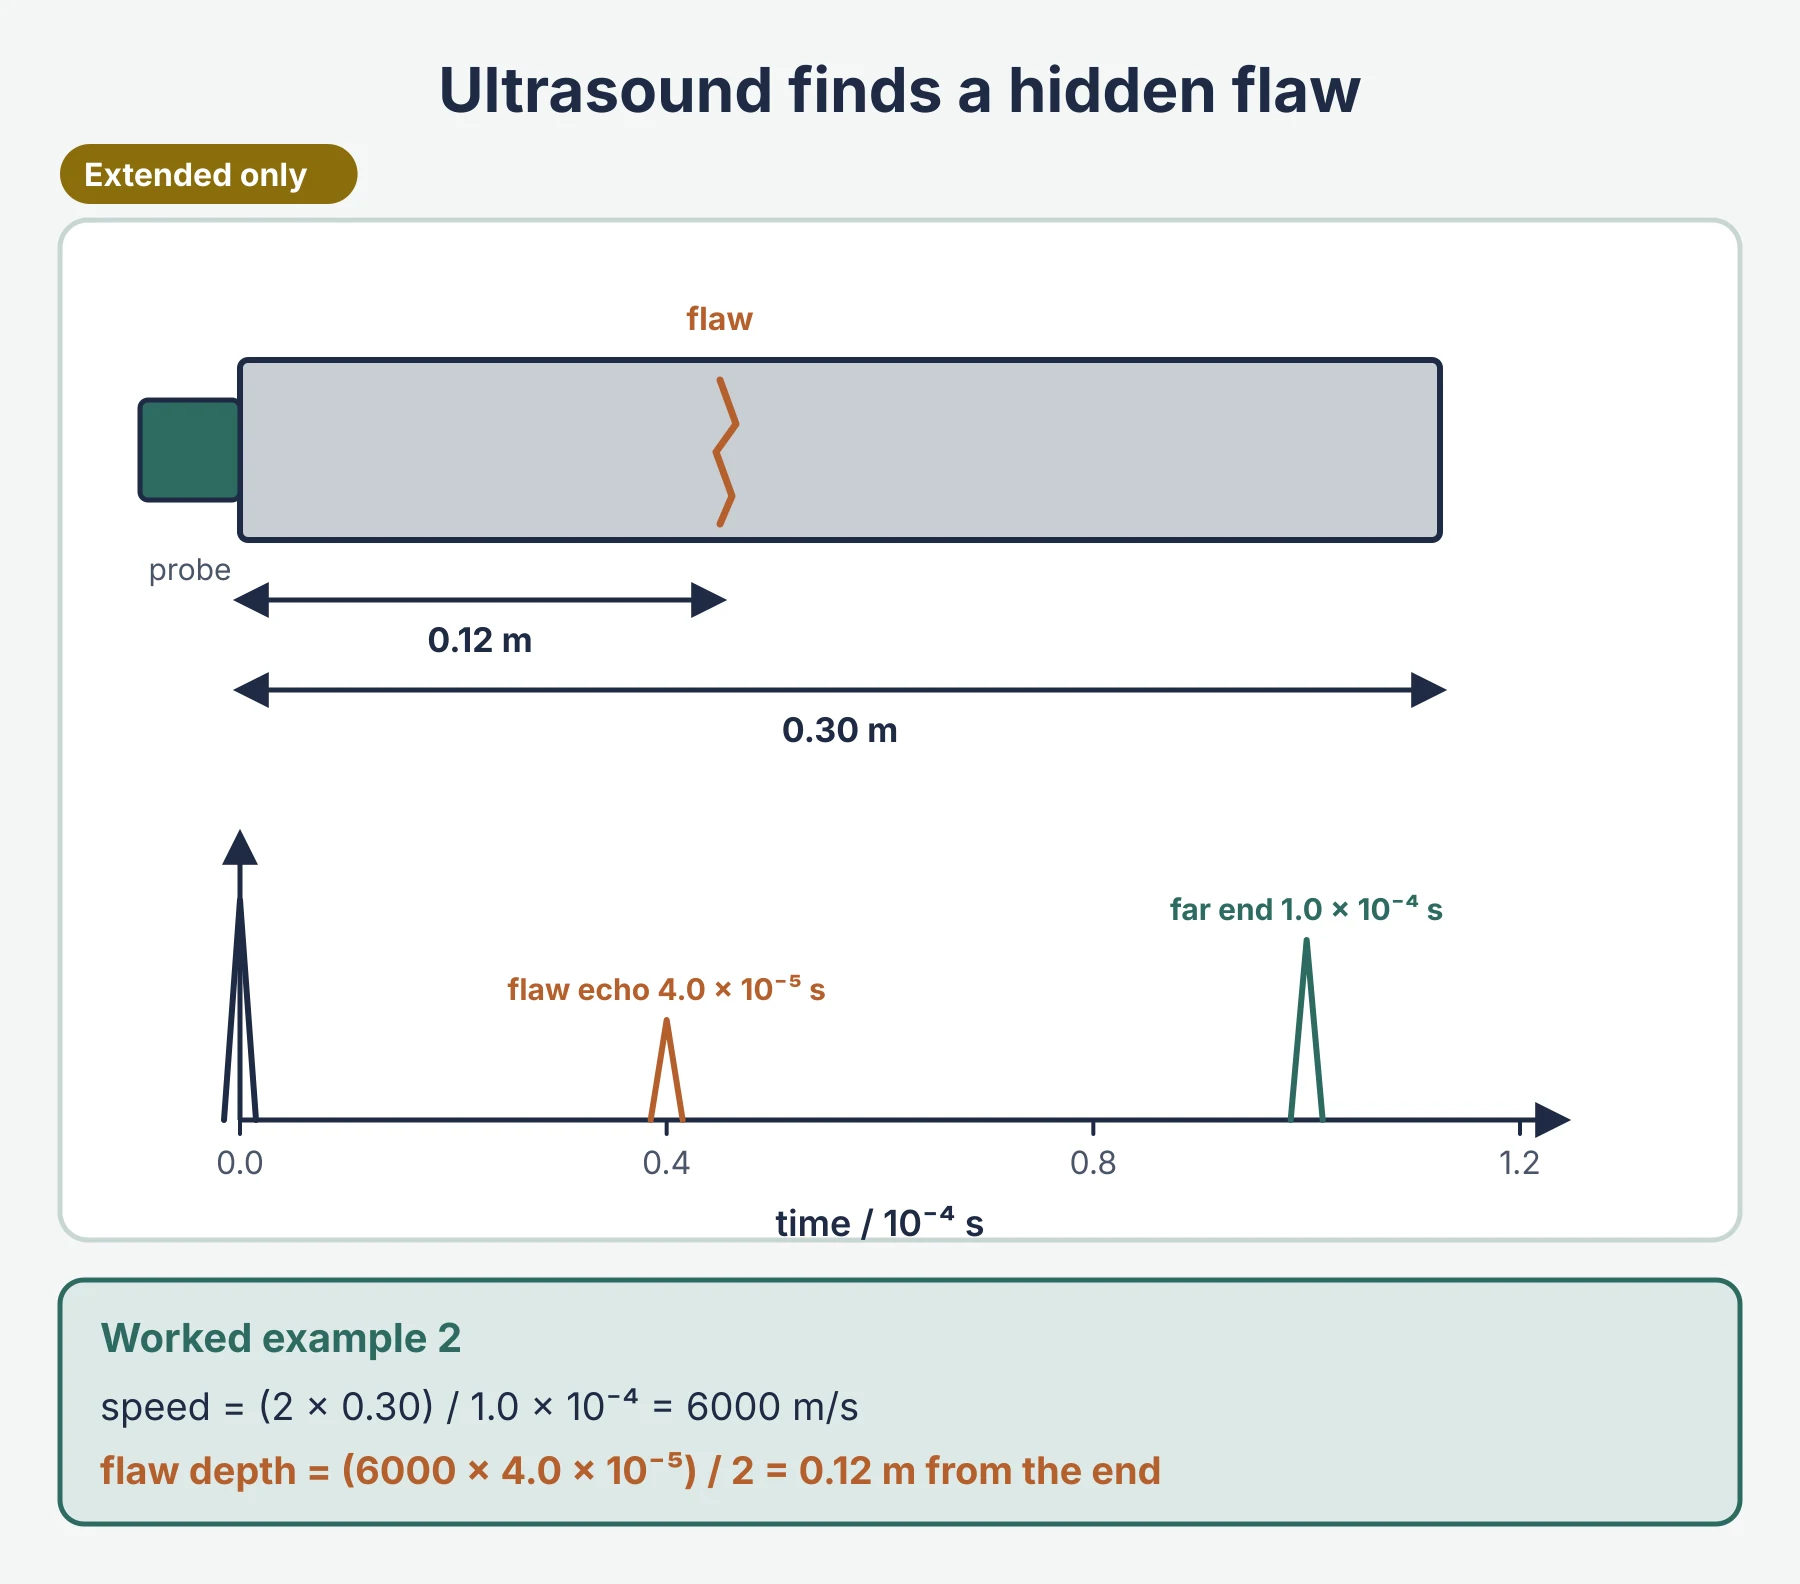 Ultrasound finds a hidden flaw
Extended only
flaw
probe
0.12 m
0.30 m
far end 1.0 × 10⁻⁴ s
flaw echo 4.0 × 10⁻⁵ s
0.0 0.4 0.8 1.2
time / 10⁻⁴ s
Worked example 2
speed = (2 × 0.30) / 1.0 × 10⁻⁴ = 6000 m/s
flaw depth = (6000 × 4.0 × 10⁻⁵) / 2 = 0.12 m from the end